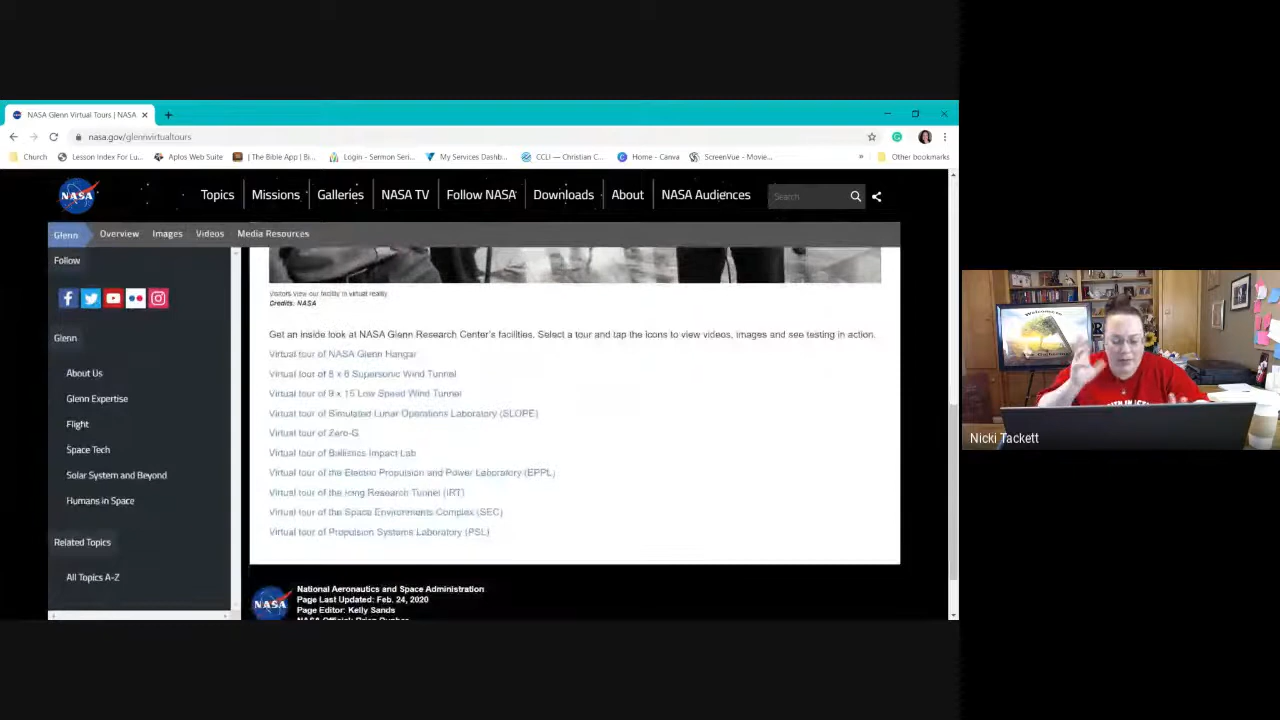 NASA Glenn Virtual Tours | NASA
nasa.gov/glennvirtualtours
Church
Lesson Index For Lu...
Aplos Web Suite
| The Bible App | Bi...
Login - Sermon Seri...
My Services Dashb...
CCLI — Christian C...
Home - Canva
ScreenVue - Movie...
»
Other bookmarks
NASA
Topics
Missions
Galleries
NASA TV
Follow NASA
Downloads
About
NASA Audiences
Search
Glenn
Overview
Images
Videos
Media Resources
Follow
Glenn
About Us
Glenn Expertise
Flight
Space Tech
Solar System and Beyond
Humans in Space
Related Topics
All Topics A-Z
Visitors view our facility in virtual reality.
Credits: NASA
Get an inside look at NASA Glenn Research Center's facilities. Select a tour and tap the icons to view videos, images and see testing in action.
Virtual tour of NASA Glenn Hangar
Virtual tour of 8 x 6 Supersonic Wind Tunnel
Virtual tour of 9 x 15 Low Speed Wind Tunnel
Virtual tour of Simulated Lunar Operations Laboratory (SLOPE)
Virtual tour of Zero-G
Virtual tour of Ballistics Impact Lab
Virtual tour of the Electric Propulsion and Power Laboratory (EPPL)
Virtual tour of the Icing Research Tunnel (IRT)
Virtual tour of the Space Environments Complex (SEC)
Virtual tour of Propulsion Systems Laboratory (PSL)
NASA
National Aeronautics and Space Administration
Page Last Updated: Feb. 24, 2020
Page Editor: Kelly Sands
Welcome to
The Gathering
Nicki Tackett